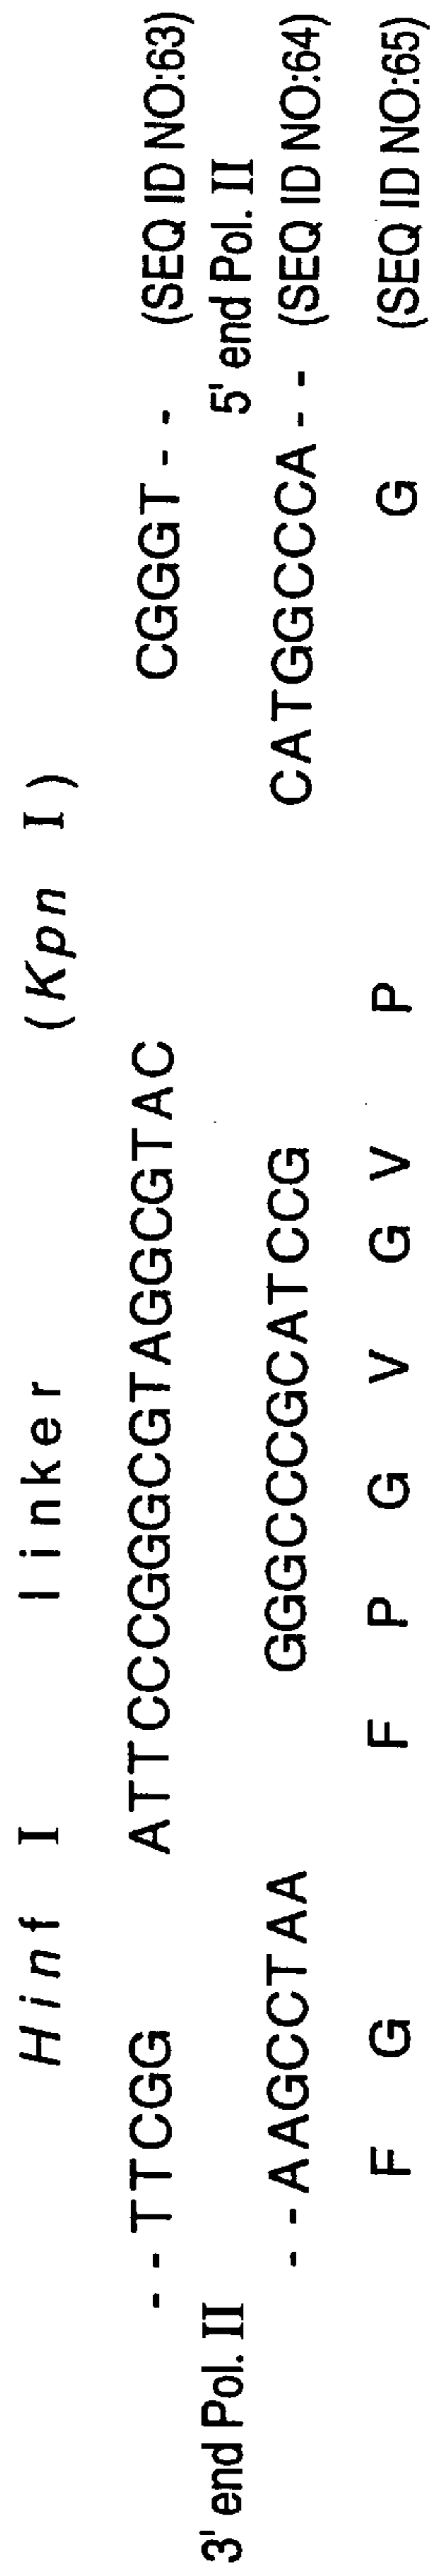 Hinf I linker (Kpn I)
--TTCGG ATTCCCGGGCGTAGGCGTAC CGGGT-- (SEQ ID NO:63)
3' end Pol. II 5' end Pol. II
--AAGCCTAA GGGCCCGCATCCG CATGGCCCA-- (SEQ ID NO:64)
F G F P G V G V P G (SEQ ID NO:65)